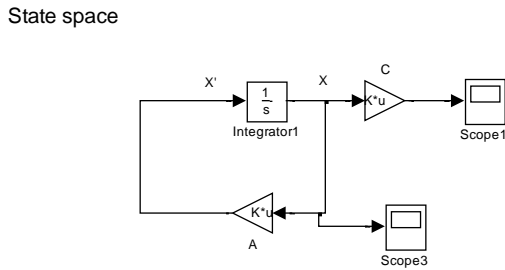 State space
C
X'
X
1
s
K*u
Integrator1
Scope1
K*u
A
Scope3